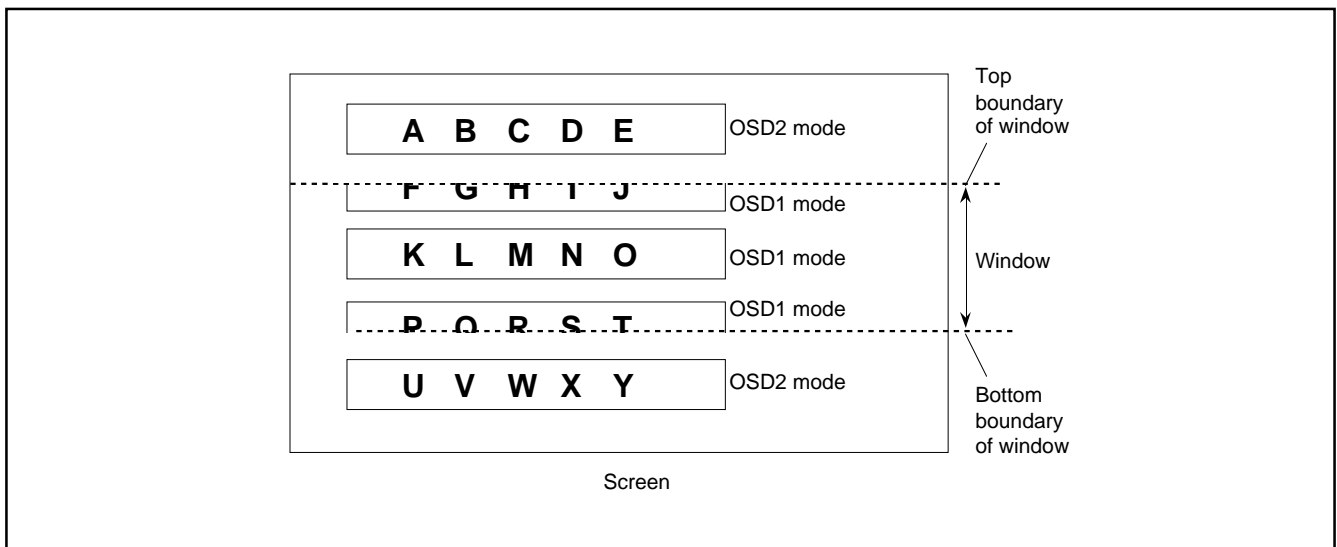 Top
boundary
of window
A B C D E OSD2 mode
F G H I J OSD1 mode
K L M N O OSD1 mode
Window
P Q R S T OSD1 mode
U V W X Y OSD2 mode
Bottom
boundary
of window
Screen